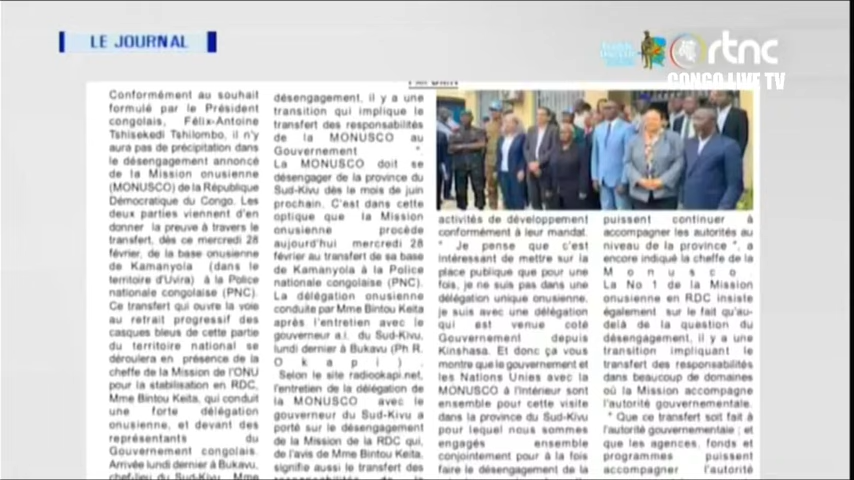 LE JOURNAL
rtnc
CONGO LIVE TV
Conformément au souhait
formulé par le Président
congolais, Félix-Antoine
Tshisekedi Tshilombo, il n'y
aura pas de précipitation dans
le désengagement annoncé
de la Mission onusienne
(MONUSCO) de la République
Démocratique du Congo. Les
deux parties viennent d'en
donner la preuve à travers le
transfert, dès ce mercredi 28
février, de la base onusienne
de Kamanyola (dans le
territoire d'Uvira) à la Police
nationale congolaise (PNC).
Ce transfert qui ouvre la voie
au retrait progressif des
casques bleus de cette partie
du territoire national se
déroulera en présence de la
cheffe de la Mission de l'ONU
pour la stabilisation en RDC,
Mme Bintou Keita, qui conduit
une forte délégation
onusienne, et devant des
représentants du
Gouvernement congolais.
Arrivée lundi dernier à Bukavu,
chef-lieu du Sud-Kivu, Mme
désengagement, il y a une
transition qui implique le
transfert des responsabilités
de la MONUSCO au
Gouvernement "
La MONUSCO doit se
désengager de la province du
Sud-Kivu dès le mois de juin
prochain. C'est dans cette
optique que la Mission
onusienne procède
aujourd'hui mercredi 28
février au transfert de sa base
de Kamanyola à la Police
nationale congolaise (PNC).
La délégation onusienne
conduite par Mme Bintou Keita
après l'entretien avec le
gouverneur a.i. du Sud-Kivu,
lundi dernier à Bukavu (Ph R.
O k a p i ) .
Selon le site radiookapi.net,
l'entretien de la délégation de
la MONUSCO avec le
gouverneur du Sud-Kivu a
porté sur le désengagement
de la Mission de la RDC qui,
de l'avis de Mme Bintou Keita,
signifie aussi le transfert des
responsabilités de la
activités de développement
conformément à leur mandat.
" Je pense que c'est
intéressant de mettre sur la
place publique que pour une
fois, je ne suis pas dans une
délégation unique onusienne,
je suis avec une délégation
qui est venue coté
Gouvernement depuis
Kinshasa. Et donc ça vous
montre que le gouvernement et
les Nations Unies avec la
MONUSCO à l'intérieur sont
ensemble pour cette visite
dans la province du Sud-Kivu
pour lequel nous sommes
engagés ensemble
conjointement pour à la fois
faire le désengagement de la
puissent continuer à
accompagner les autorités au
niveau de la province ", a
encore indiqué la cheffe de la
M o n u s c o .
La No 1 de la Mission
onusienne en RDC insiste
également sur le fait qu'au-
delà de la question du
désengagement, il y a une
transition impliquant le
transfert des responsabilités
dans beaucoup de domaines
où la Mission accompagne
l'autorité gouvernementale.
" Que ce transfert soit fait à
l'autorité gouvernementale ; et
que les agences, fonds et
programmes puissent
accompagner l'autorité